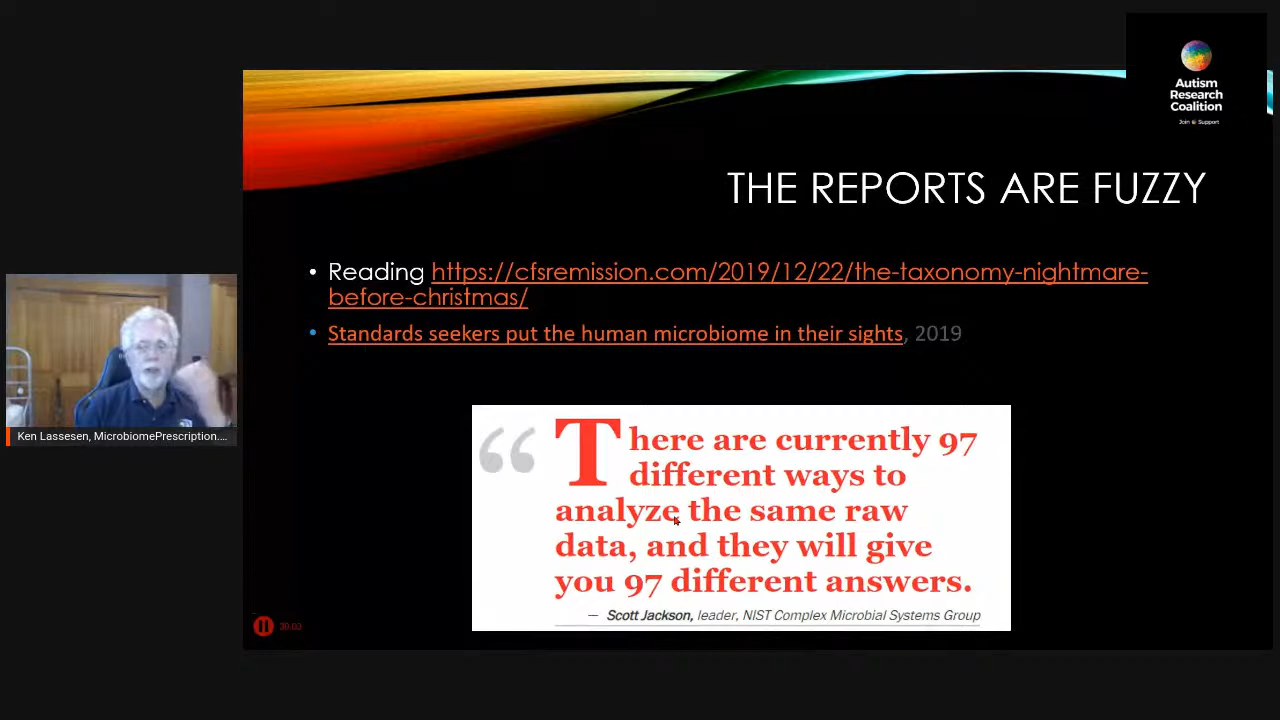 Autism
Research
Coalition
Join & Support
THE REPORTS ARE FUZZY
• Reading https://cfsremission.com/2019/12/22/the-taxonomy-nightmare-
before-christmas/
• Standards seekers put the human microbiome in their sights, 2019
“There are currently 97
different ways to
analyze the same raw
data, and they will give
you 97 different answers.
— Scott Jackson, leader, NIST Complex Microbial Systems Group
Ken Lassesen, MicrobiomePrescription....